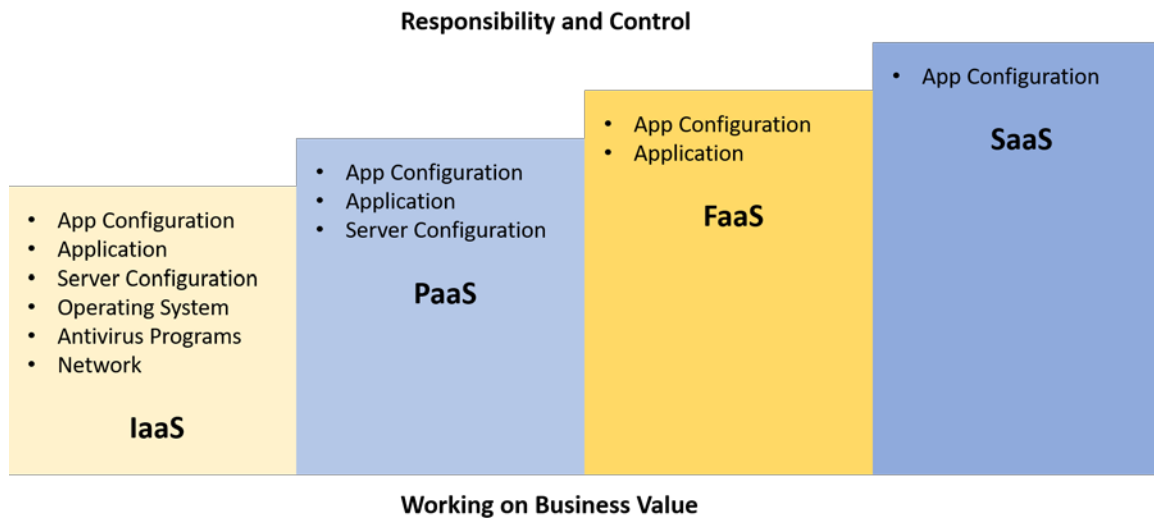 Responsibility and Control
• App Configuration
• Application
• Server Configuration
• Operating System
• Antivirus Programs
• Network
IaaS
• App Configuration
• Application
• Server Configuration
PaaS
• App Configuration
• Application
FaaS
• App Configuration
SaaS
Working on Business Value